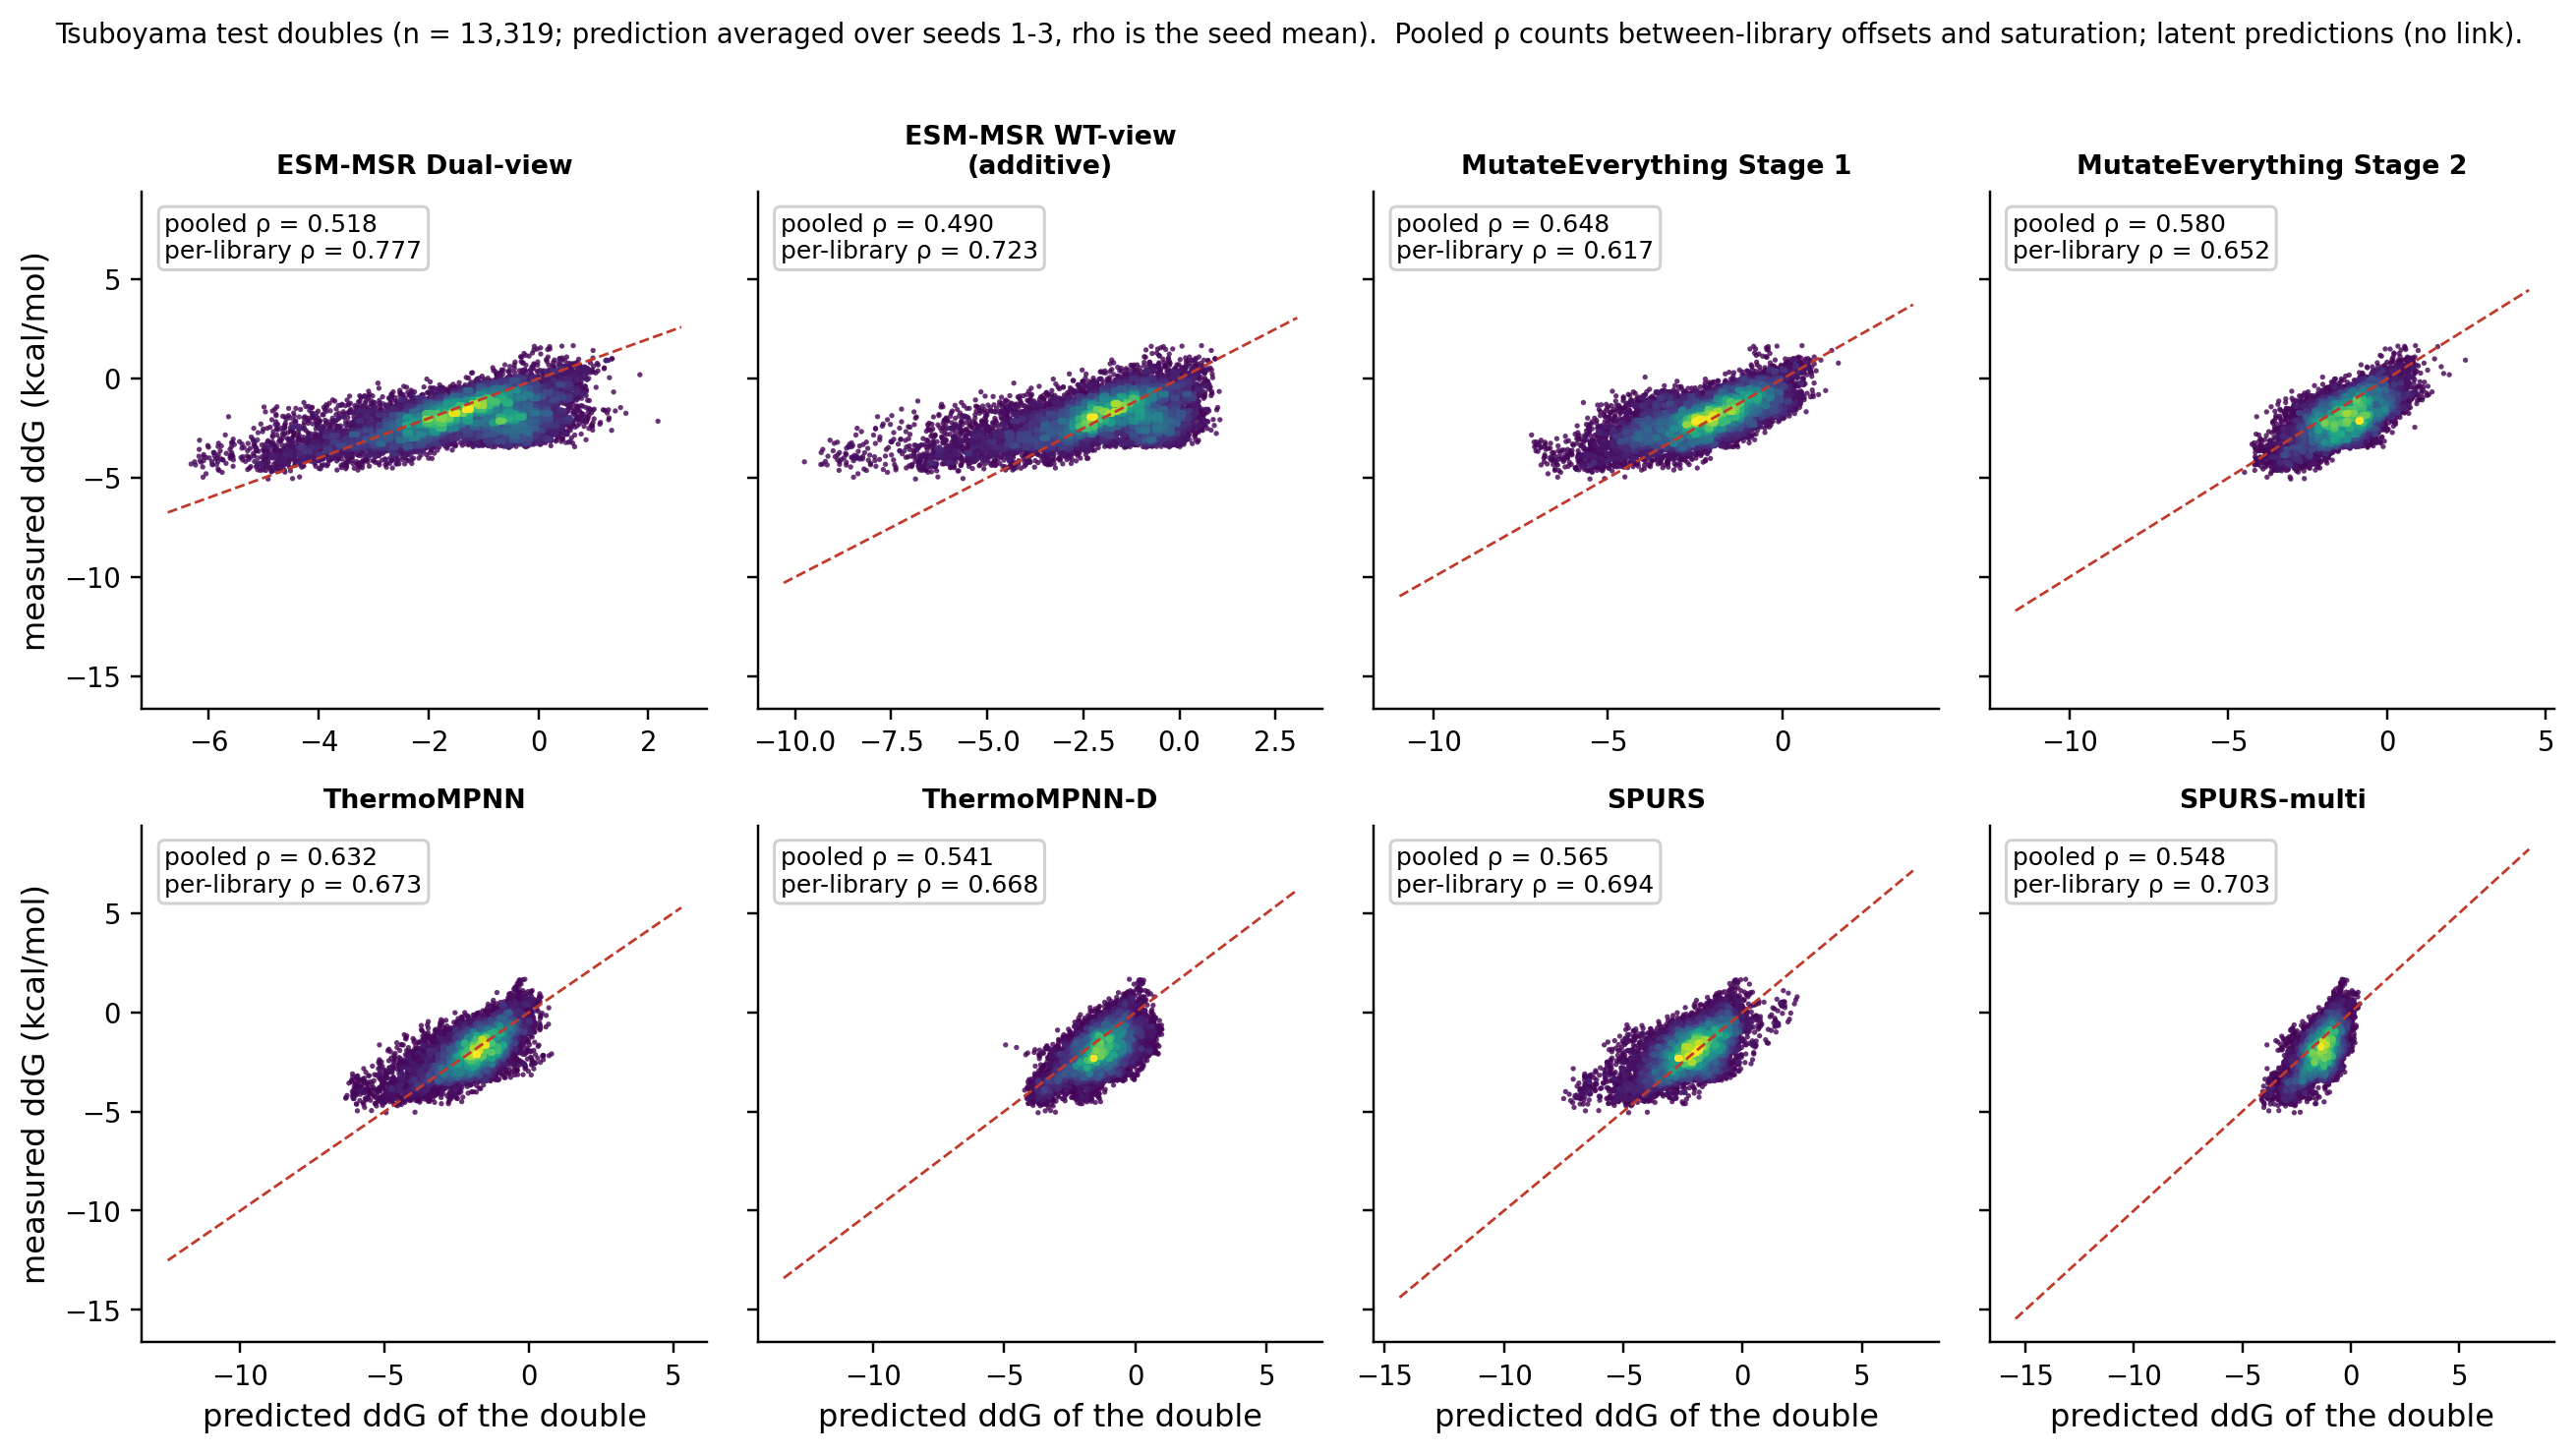 Tsuboyama test doubles (n = 13,319; prediction averaged over seeds 1-3, rho is the seed mean).  Pooled ρ counts between-library offsets and saturation; latent predictions (no link).
ESM-MSR Dual-view
ESM-MSR WT-view
(additive)
MutateEverything Stage 1
MutateEverything Stage 2
pooled ρ = 0.518
per-library ρ = 0.777
pooled ρ = 0.490
per-library ρ = 0.723
pooled ρ = 0.648
per-library ρ = 0.617
pooled ρ = 0.580
per-library ρ = 0.652
measured ddG (kcal/mol)
5
0
−5
−10
−15
−6 −4 −2 0 2
−10.0 −7.5 −5.0 −2.5 0.0 2.5
−10 −5 0
−10 −5 0 5
ThermoMPNN
ThermoMPNN-D
SPURS
SPURS-multi
pooled ρ = 0.632
per-library ρ = 0.673
pooled ρ = 0.541
per-library ρ = 0.668
pooled ρ = 0.565
per-library ρ = 0.694
pooled ρ = 0.548
per-library ρ = 0.703
measured ddG (kcal/mol)
5
0
−5
−10
−15
−10 −5 0 5
−10 −5 0 5
−15 −10 −5 0 5
−15 −10 −5 0 5
predicted ddG of the double
predicted ddG of the double
predicted ddG of the double
predicted ddG of the double